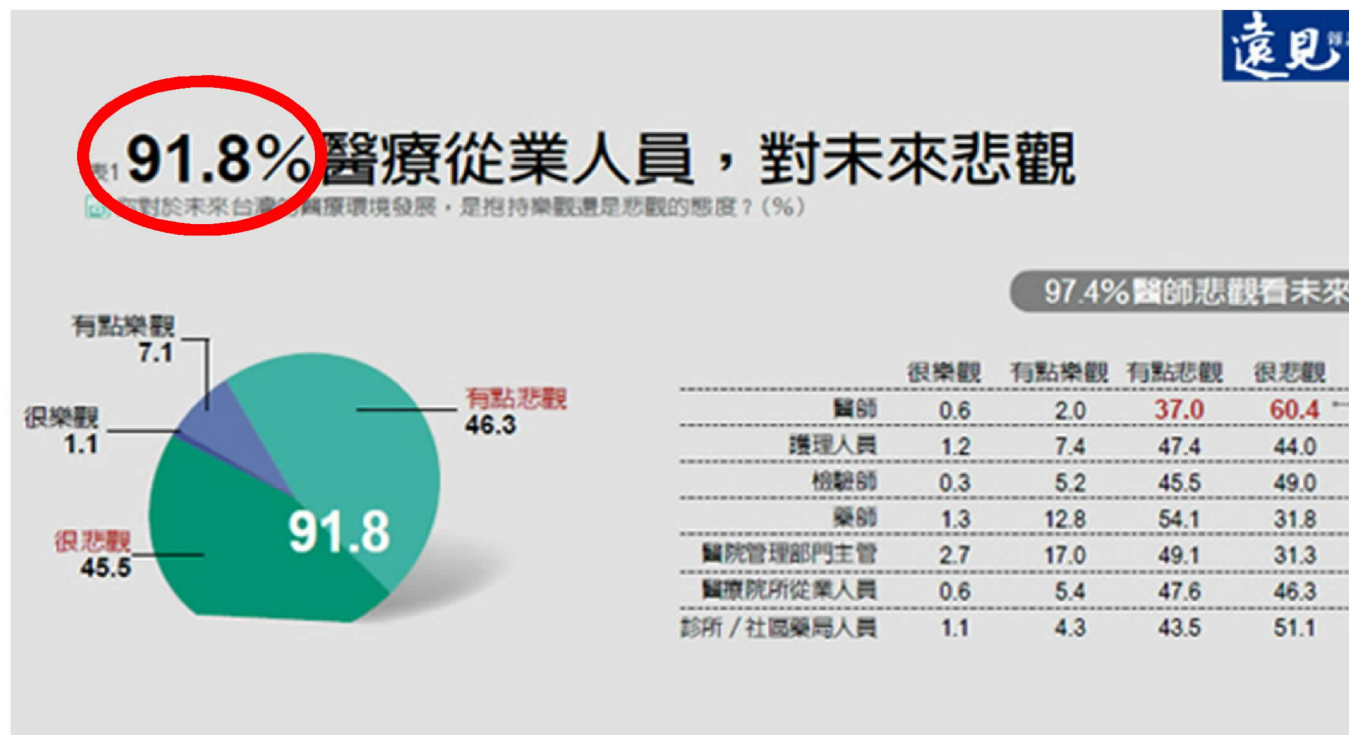 遠見
表1 91.8%醫療從業人員，對未來悲觀
你對於未來台灣的醫療環境發展，是抱持樂觀還是悲觀的態度？(%)
97.4%醫師悲觀看未來
有點樂觀
7.1
很樂觀
1.1
有點悲觀
46.3
很悲觀
45.5
91.8
很樂觀 有點樂觀 有點悲觀 很悲觀
醫師 0.6 2.0 37.0 60.4
護理人員 1.2 7.4 47.4 44.0
檢驗師 0.3 5.2 45.5 49.0
藥師 1.3 12.8 54.1 31.8
醫院管理部門主管 2.7 17.0 49.1 31.3
醫療院所從業人員 0.6 5.4 47.6 46.3
診所/社區藥局人員 1.1 4.3 43.5 51.1